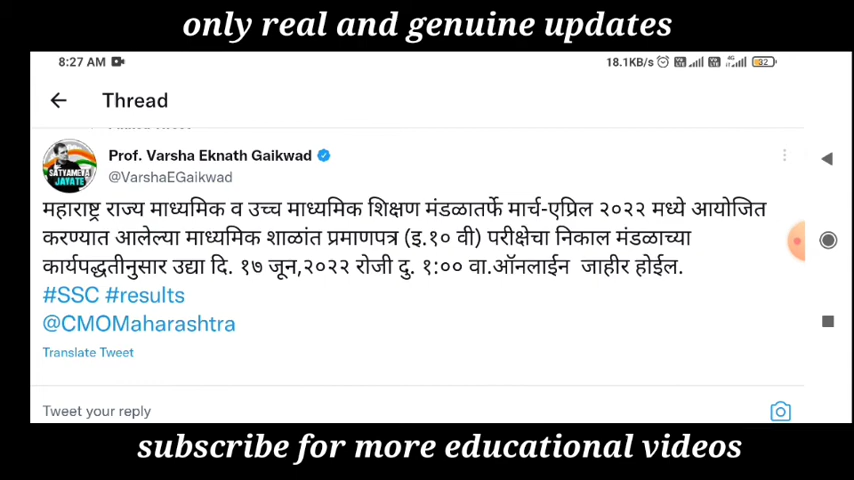 only real and genuine updates
8:27 AM
18.1KB/s 4G 32
Thread
Prof. Varsha Eknath Gaikwad
@VarshaEGaikwad
SATYAMEVA
JAYATE
महाराष्ट्र राज्य माध्यमिक व उच्च माध्यमिक शिक्षण मंडळातर्फे मार्च-एप्रिल २०२२ मध्ये आयोजित
करण्यात आलेल्या माध्यमिक शाळांत प्रमाणपत्र (इ.१० वी) परीक्षेचा निकाल मंडळाच्या
कार्यपद्धतीनुसार उद्या दि. १७ जून,२०२२ रोजी दु. १:०० वा.ऑनलाईन जाहीर होईल.
#SSC #results
@CMOMaharashtra
Translate Tweet
Tweet your reply
subscribe for more educational videos